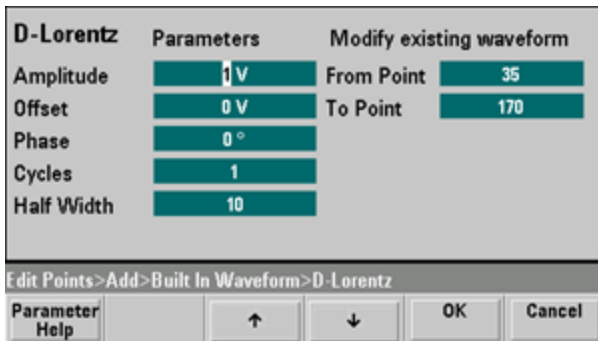 D-Lorentz Parameters Modify existing waveform
Amplitude 1 V From Point 35
Offset 0 V To Point 170
Phase 0 °
Cycles 1
Half Width 10
Edit Points>Add>Built In Waveform>D-Lorentz
Parameter Help ↑ ↓ OK Cancel